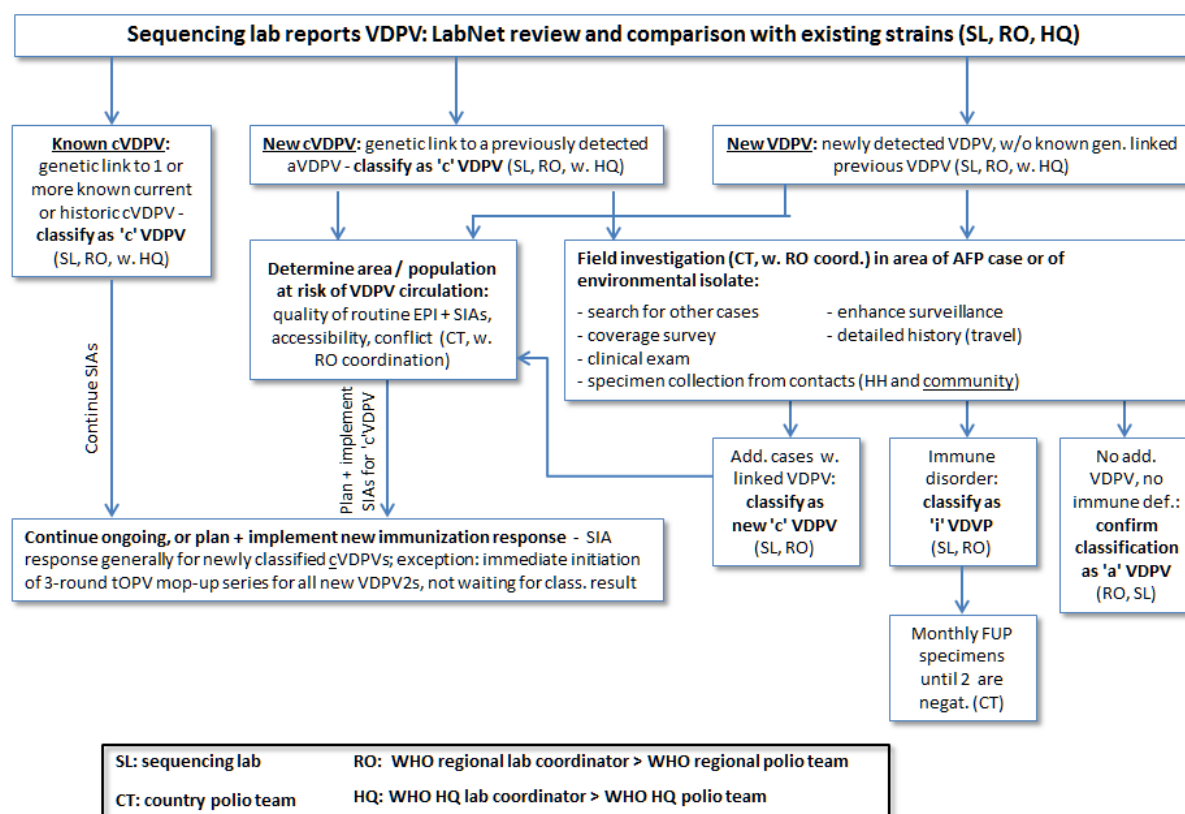 Sequencing lab reports VDPV: LabNet review and comparison with existing strains (SL, RO, HQ)
Known cVDPV:
genetic link to 1 or
more known current
or historic cVDPV -
classify as 'c' VDPV
(SL, RO, w. HQ)
New cVDPV: genetic link to a previously detected
aVDPV - classify as 'c' VDPV (SL, RO, w. HQ)
New VDPV: newly detected VDPV, w/o known gen. linked
previous VDPV (SL, RO, w. HQ)
Determine area / population
at risk of VDPV circulation:
quality of routine EPI + SIAs,
accessibility, conflict (CT, w.
RO coordination)
Field investigation (CT, w. RO coord.) in area of AFP case or of
environmental isolate:
- search for other cases
- coverage survey
- clinical exam
- specimen collection from contacts (HH and community)
- enhance surveillance
- detailed history (travel)
Continue SIAs
Plan + implement
SIAs for 'c'VDPV
Add. cases w.
linked VDPV:
classify as
new 'c' VDPV
(SL, RO)
Immune
disorder:
classify as
'i' VDVP
(SL, RO)
No add.
VDPV, no
immune def.:
confirm
classification
as 'a' VDPV
(RO, SL)
Continue ongoing, or plan + implement new immunization response - SIA
response generally for newly classified cVDPVs; exception: immediate initiation
of 3-round tOPV mop-up series for all new VDPV2s, not waiting for class. result
Monthly FUP
specimens
until 2 are
negat. (CT)
SL: sequencing lab
RO: WHO regional lab coordinator > WHO regional polio team
CT: country polio team
HQ: WHO HQ lab coordinator > WHO HQ polio team